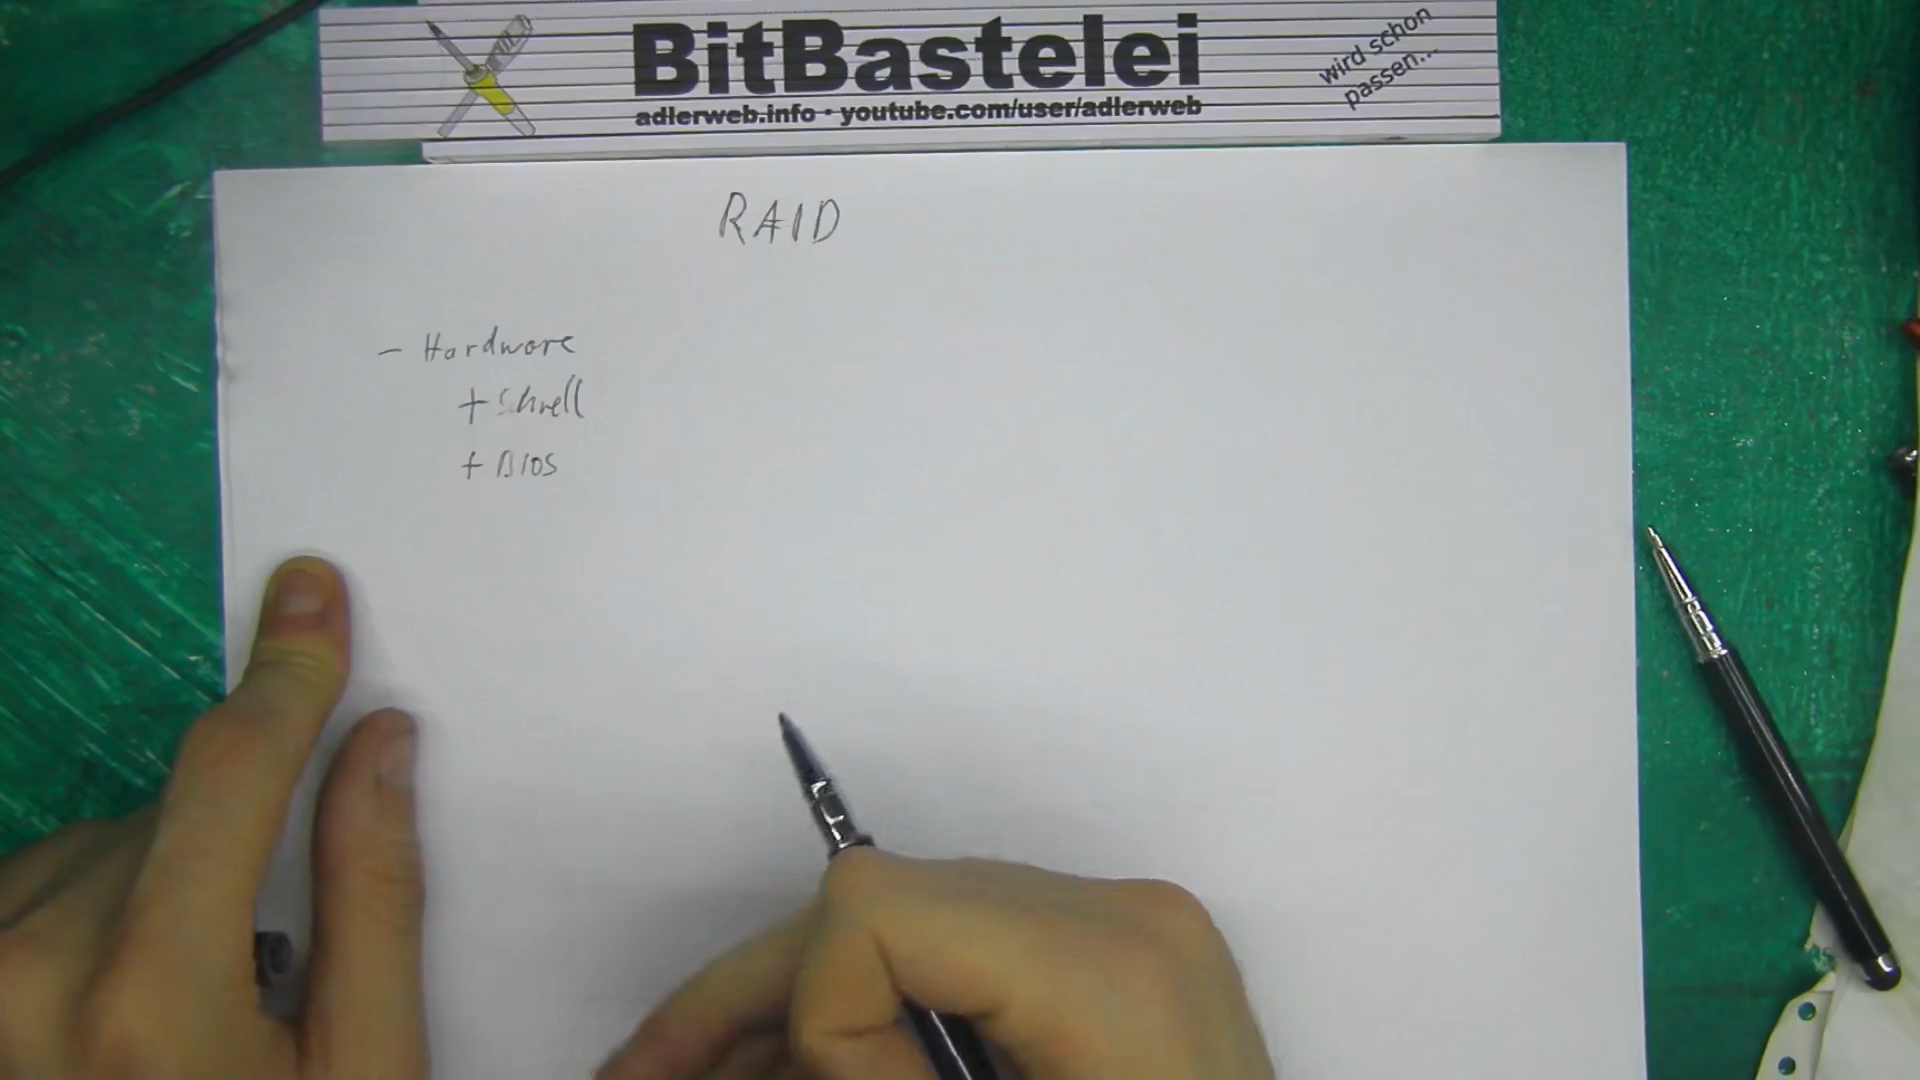 BitBastelei
adlerweb.info · youtube.com/user/adlerweb
wird schon
passen...
RAID
- Hardware
+ Schnell
+ BIOS